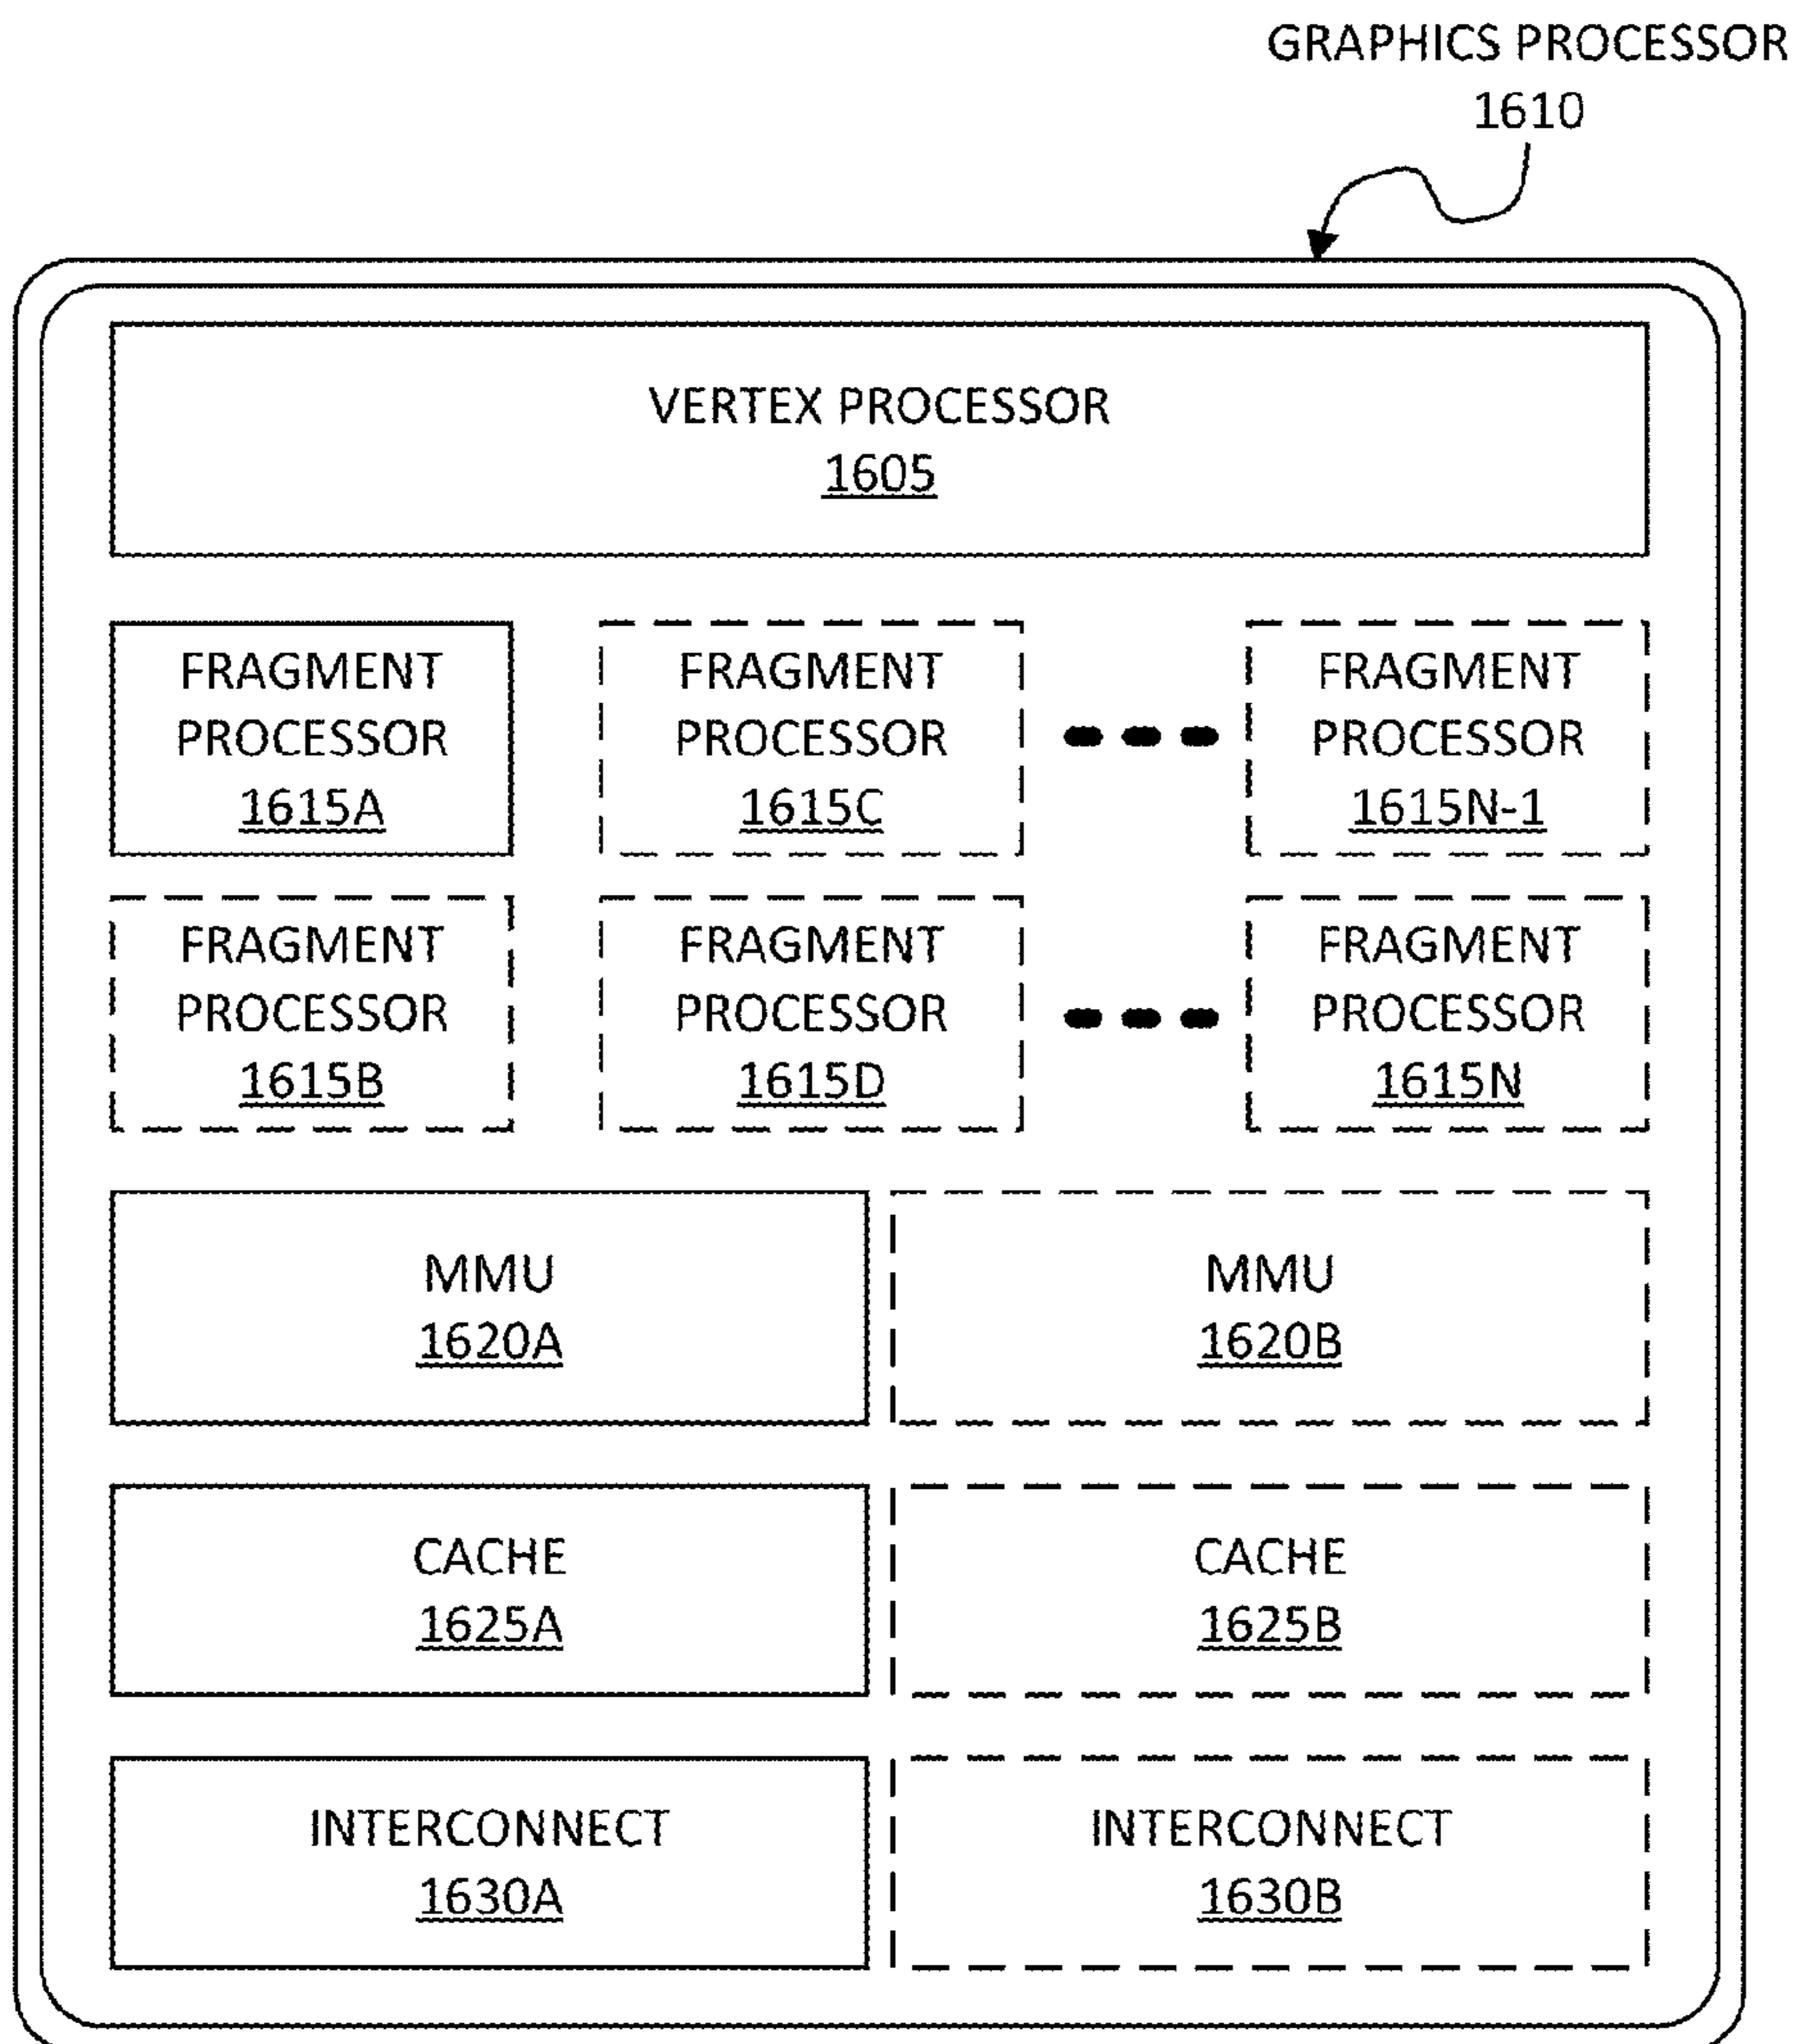 GRAPHICS PROCESSOR
1610
VERTEX PROCESSOR
1605
FRAGMENT
PROCESSOR
1615A
FRAGMENT
PROCESSOR
1615C
FRAGMENT
PROCESSOR
1615N-1
FRAGMENT
PROCESSOR
1615B
FRAGMENT
PROCESSOR
1615D
FRAGMENT
PROCESSOR
1615N
MMU
1620A
MMU
1620B
CACHE
1625A
CACHE
1625B
INTERCONNECT
1630A
INTERCONNECT
1630B